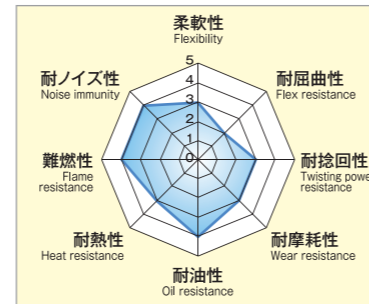 柔軟性
Flexibility
5
4
3
2
1
0
耐屈曲性
Flex resistance
耐捻回性
Twisting powe
resistance
耐摩耗性
Wear resistance
耐油性
Oil resistance
耐熱性
Heat resistance
難燃性
Flame
resistance
耐ノイズ性
Noise immunity